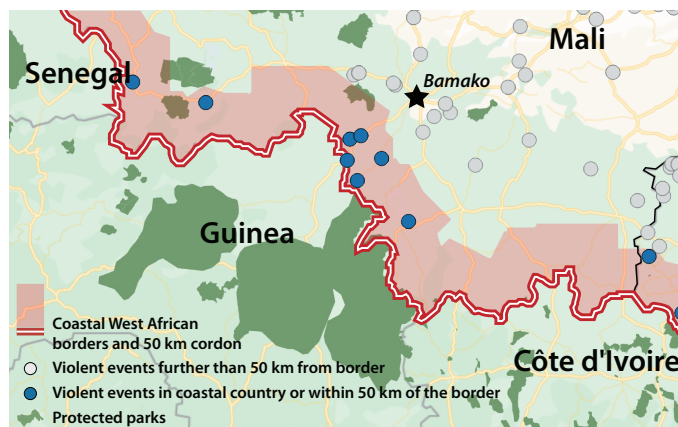 Mali
Senegal
Bamako
Guinea
Coastal West African
borders and 50 km cordon
Côte d'Ivoire
Violent events further than 50 km from border
Violent events in coastal country or within 50 km of the border
Protected parks